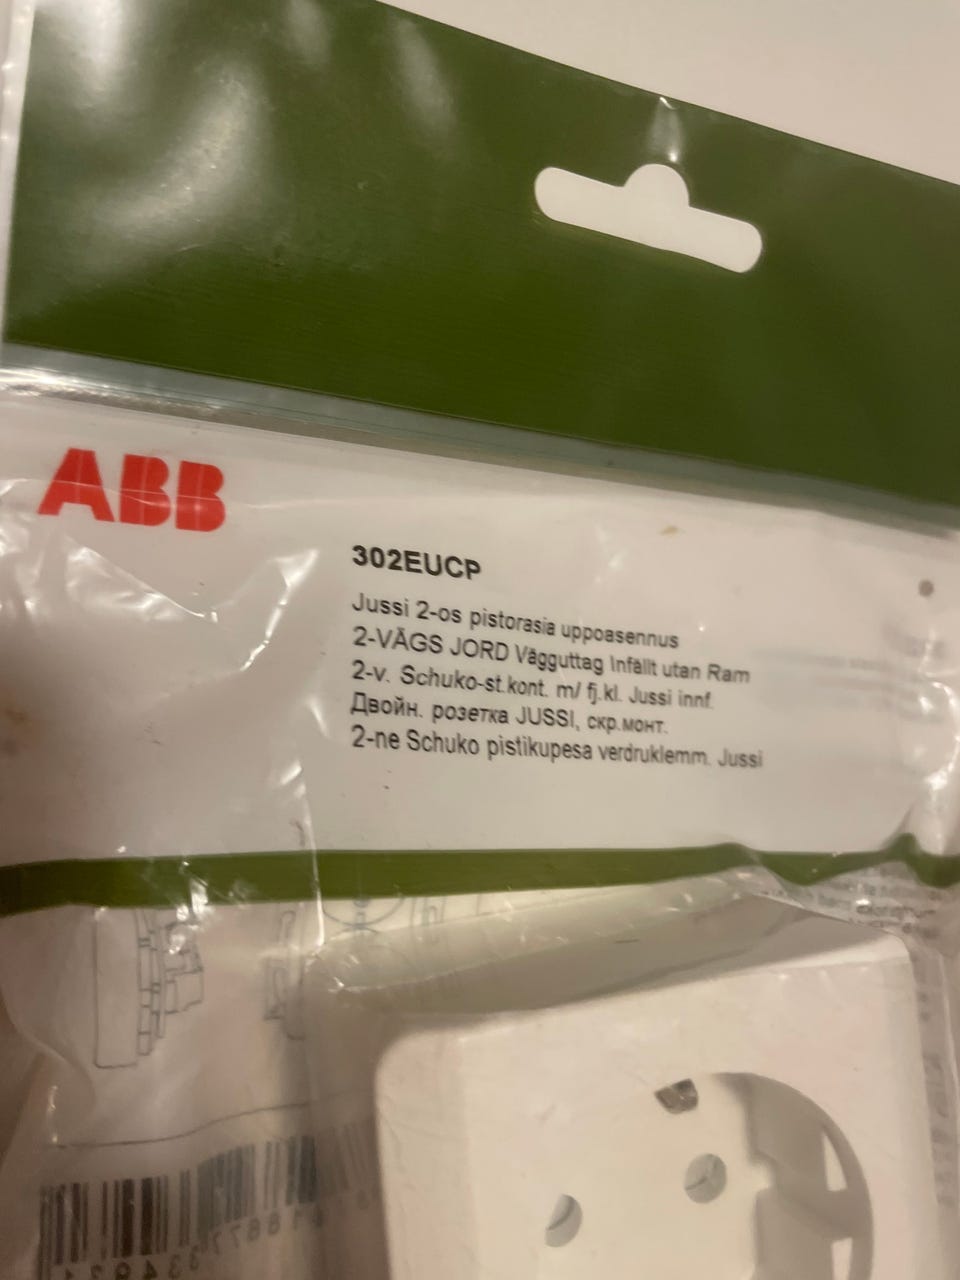 ABB
302EUCP
Jussi 2-os pistorasia uppoasennus
2-VÄGS JORD Vägguttag Infällt utan Ram
2-v. Schuko-st.kont. m/ fj.kl. Jussi innf.
Двойн. розетка JUSSI, скр.монт.
2-ne Schuko pistikupesa verdruklemm. Jussi